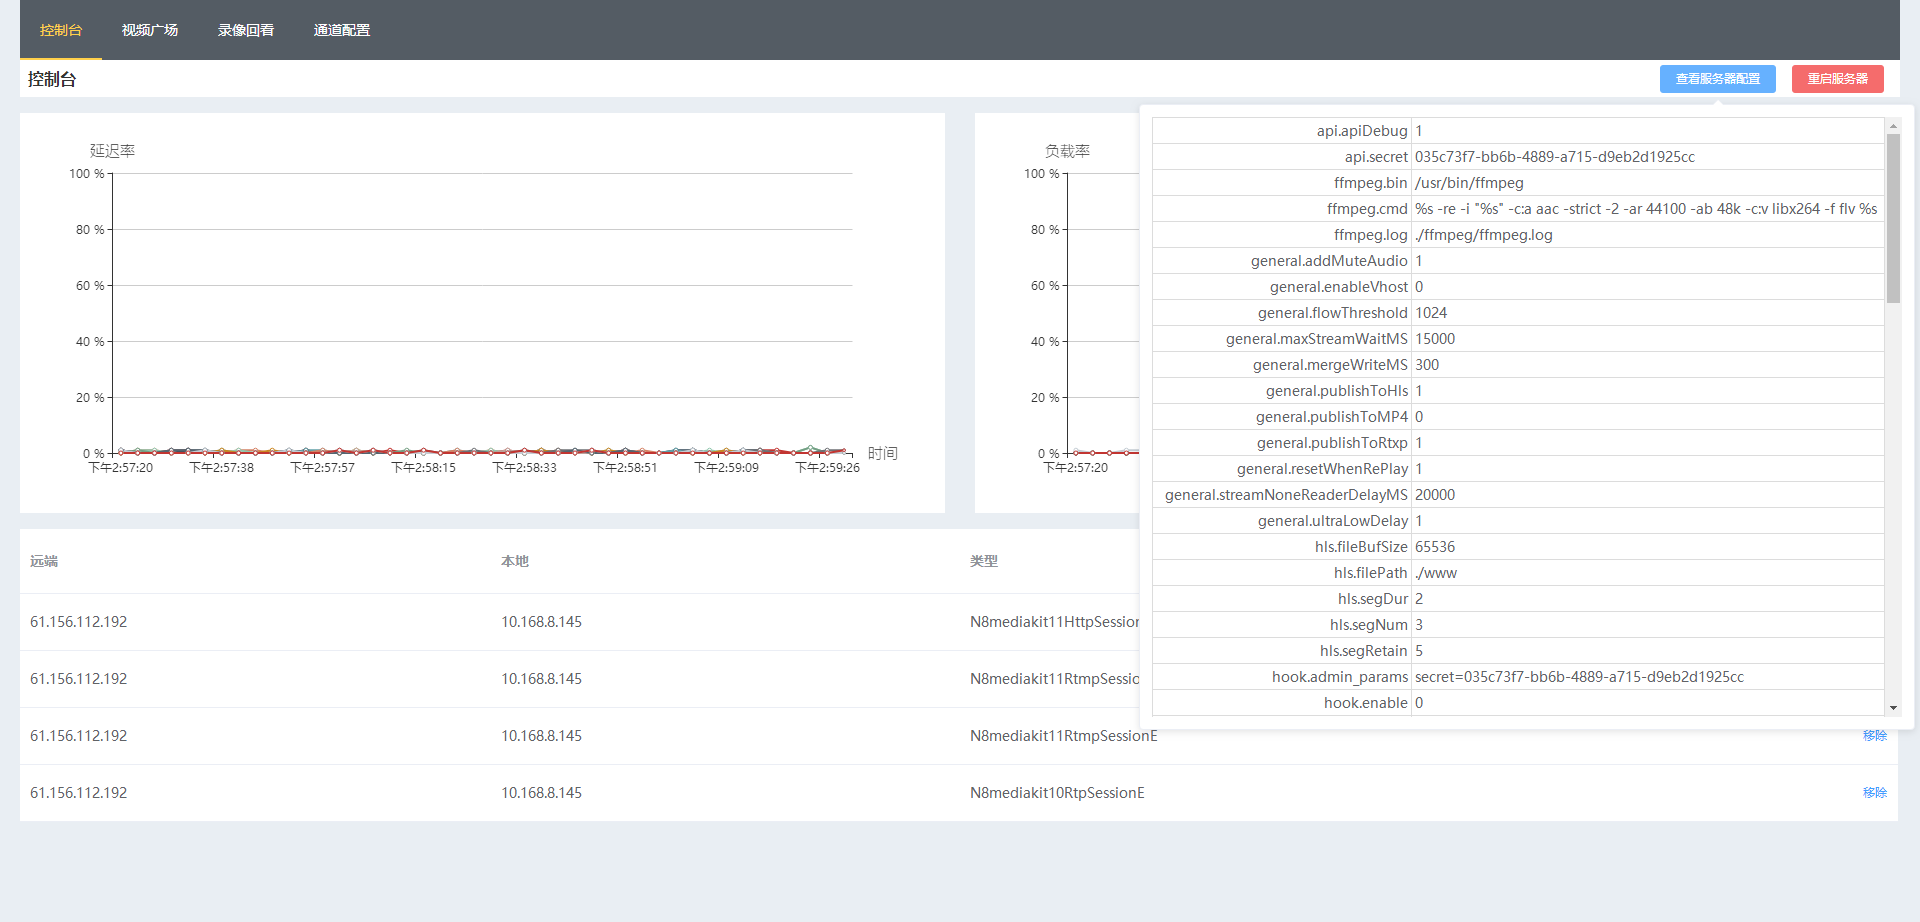 控制台 视频广场 录像回看 通道配置
控制台 查看服务器配置 重启服务器
延迟率
100 %
80 %
60 %
40 %
20 %
0 %
下午2:57:20 下午2:57:38 下午2:57:57 下午2:58:15 下午2:58:33 下午2:58:51 下午2:59:09 下午2:59:26
时间
负载率
100 %
80 %
60 %
40 %
20 %
0 %
下午2:57:20
api.apiDebug 1
api.secret 035c73f7-bb6b-4889-a715-d9eb2d1925cc
ffmpeg.bin /usr/bin/ffmpeg
ffmpeg.cmd %s -re -i "%s" -c:a aac -strict -2 -ar 44100 -ab 48k -c:v libx264 -f flv %s
ffmpeg.log ./ffmpeg/ffmpeg.log
general.addMuteAudio 1
general.enableVhost 0
general.flowThreshold 1024
general.maxStreamWaitMS 15000
general.mergeWriteMS 300
general.publishToHls 1
general.publishToMP4 0
general.publishToRtxp 1
general.resetWhenRePlay 1
general.streamNoneReaderDelayMS 20000
general.ultraLowDelay 1
hls.fileBufSize 65536
hls.filePath ./www
hls.segDur 2
hls.segNum 3
hls.segRetain 5
hook.admin_params secret=035c73f7-bb6b-4889-a715-d9eb2d1925cc
hook.enable 0
远端 本地 类型
61.156.112.192 10.168.8.145 N8mediakit11HttpSession
61.156.112.192 10.168.8.145 N8mediakit11RtmpSessio
61.156.112.192 10.168.8.145 N8mediakit11RtmpSessionE 移除
61.156.112.192 10.168.8.145 N8mediakit10RtpSessionE 移除